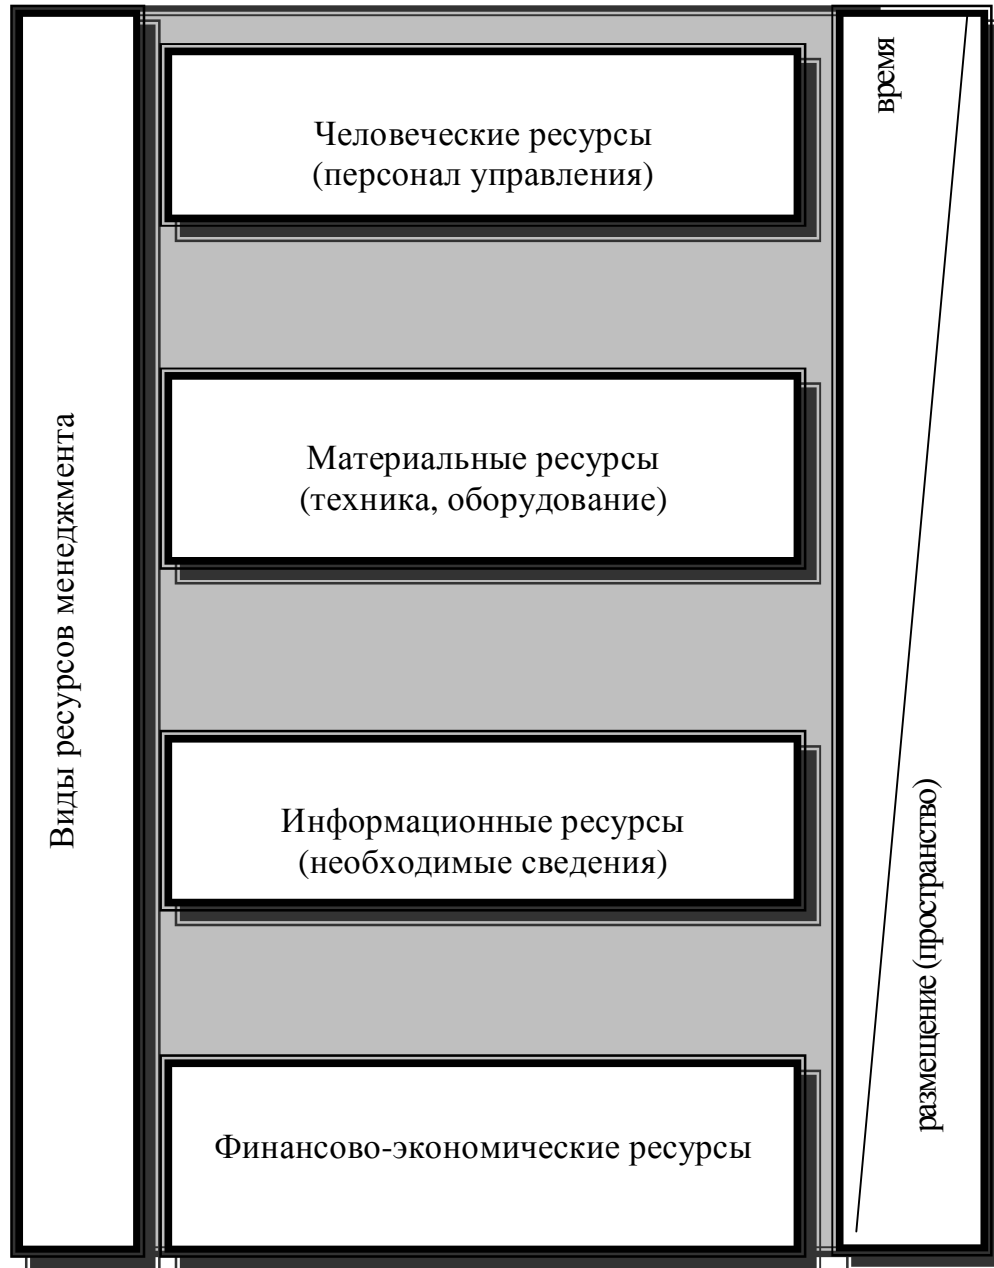 Виды ресурсов менеджмента
Человеческие ресурсы
(персонал управления)
Материальные ресурсы
(техника, оборудование)
Информационные ресурсы
(необходимые сведения)
Финансово-экономические ресурсы
время
размещение (пространство)